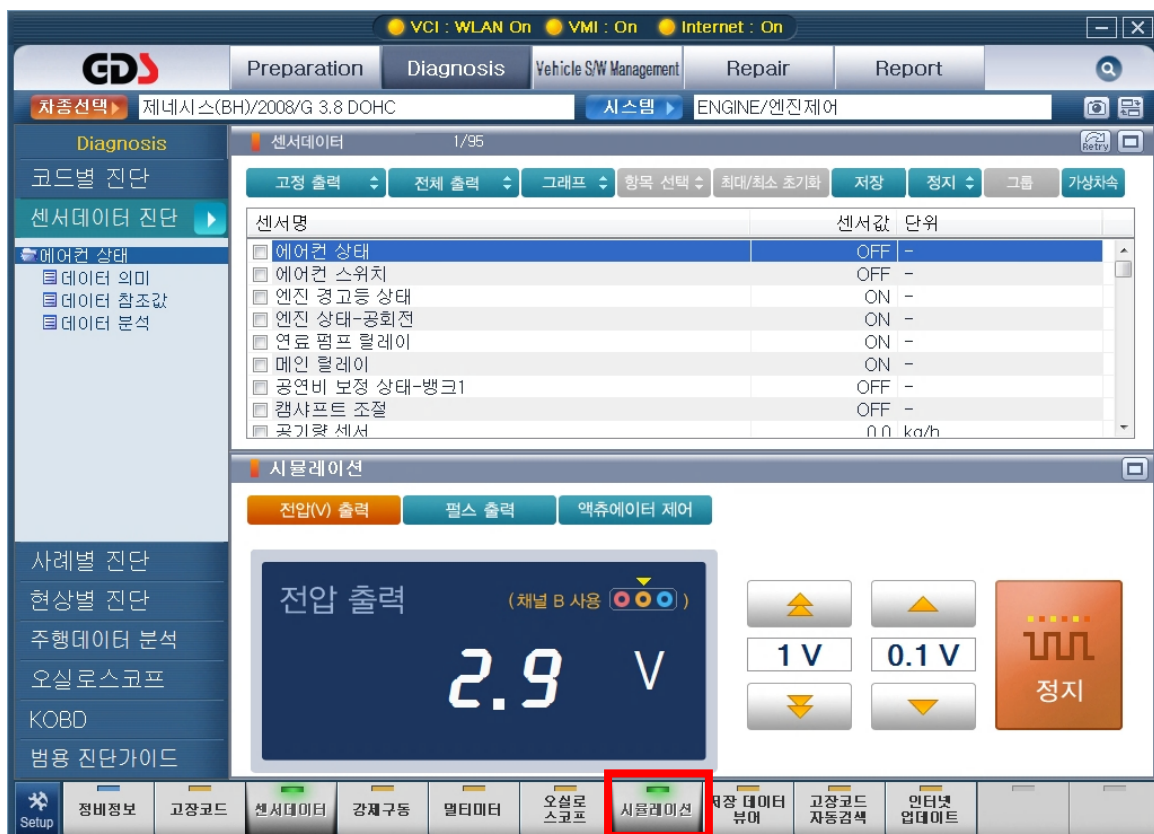 VCI : WLAN On VMI : On Internet : On
GDS Preparation Diagnosis Vehicle S/W Management Repair Report
차종선택 제네시스(BH)/2008/G 3.8 DOHC 시스템 ENGINE/엔진제어
Diagnosis
코드별 진단
센서데이터 진단
에어컨 상태
데이터 의미
데이터 참조값
데이터 분석
사례별 진단
현상별 진단
주행데이터 분석
오실로스코프
KOBD
범용 진단가이드
센서데이터 1/95 Retry
고정 출력 전체 출력 그래프 항목 선택 최대/최소 초기화 저장 정지 그룹 가상차속
센서명 센서값 단위
에어컨 상태 OFF -
에어컨 스위치 OFF -
엔진 경고등 상태 ON -
엔진 상태-공회전 ON -
연료 펌프 릴레이 ON -
메인 릴레이 ON -
공연비 보정 상태-뱅크1 OFF -
캠샤프트 조절 OFF -
공기량 센서 0.0 kg/h
시뮬레이션
전압(V) 출력 펄스 출력 액츄에이터 제어
전압 출력 (채널 B 사용 )
2.9 V
1 V 0.1 V
정지
Setup 정비정보 고장코드 센서데이터 강제구동 멀티미터 오실로 스코프 시뮬레이션 저장 데이터 뷰어 고장코드 자동검색 인터넷 업데이트